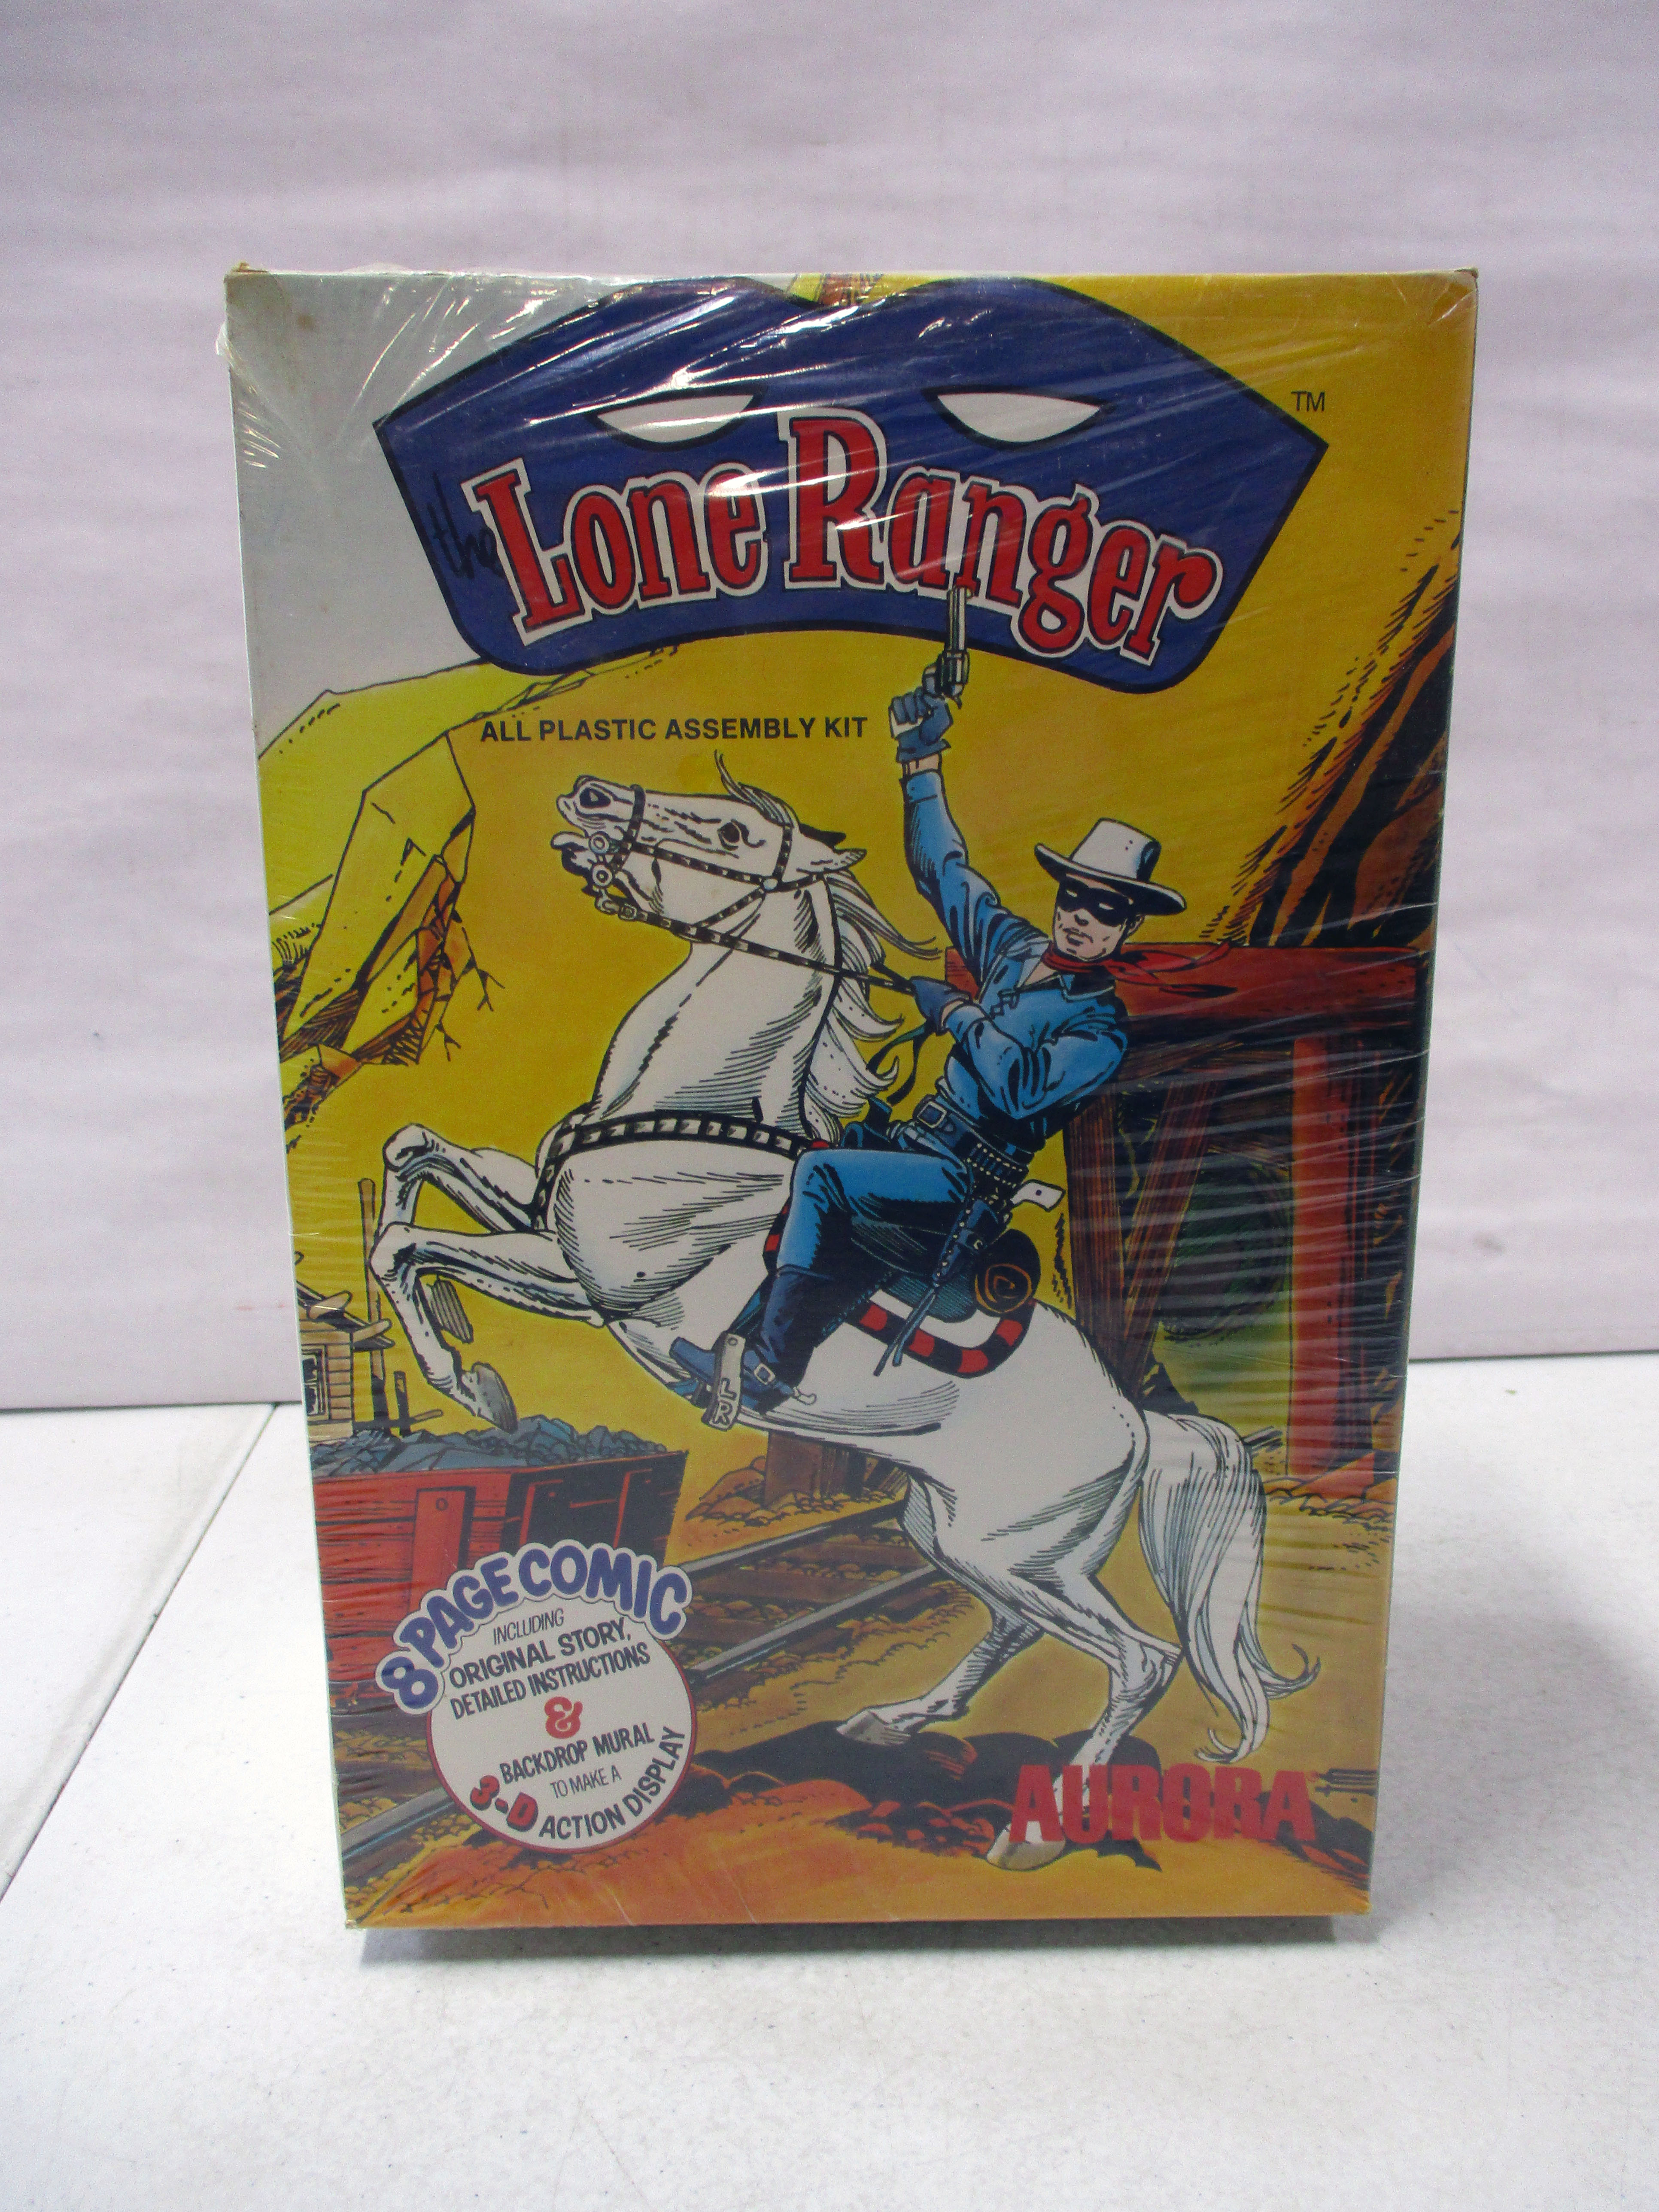 TM
the Lone Ranger
ALL PLASTIC ASSEMBLY KIT
LR
8 PAGE COMIC
INCLUDING
ORIGINAL STORY,
DETAILED INSTRUCTIONS
&
BACKDROP MURAL
TO MAKE A
3-D ACTION DISPLAY
AURORA